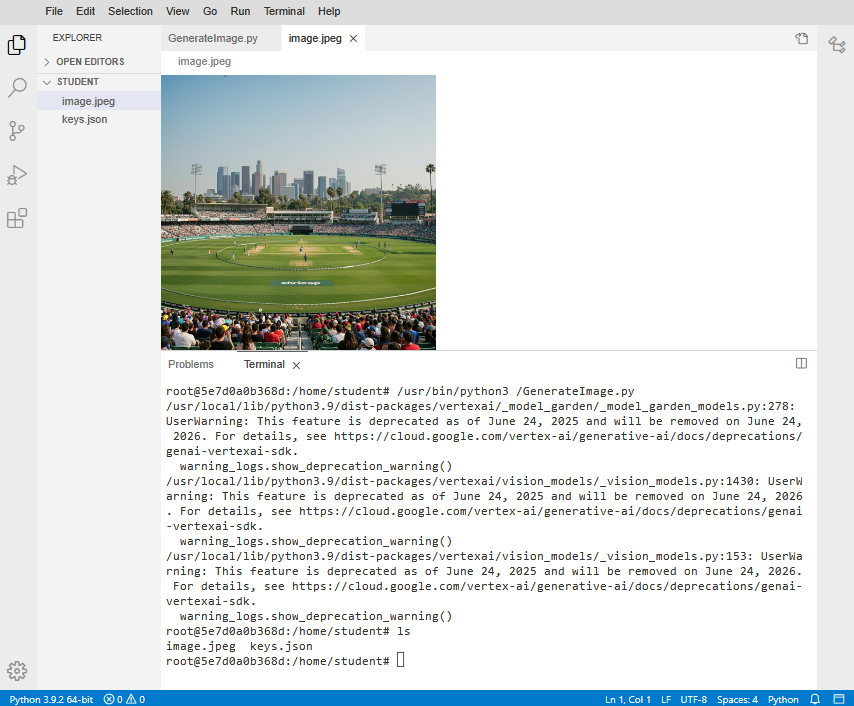 File Edit Selection View Go Run Terminal Help
EXPLORER
OPEN EDITORS
STUDENT
image.jpeg
keys.json
GenerateImage.py
image.jpeg
image.jpeg
Problems
Terminal
root@5e7d0a0b368d:/home/student# /usr/bin/python3 /GenerateImage.py
/usr/local/lib/python3.9/dist-packages/vertexai/_model_garden/_model_garden_models.py:278:
UserWarning: This feature is deprecated as of June 24, 2025 and will be removed on June 24,
 2026. For details, see https://cloud.google.com/vertex-ai/generative-ai/docs/deprecations/
genai-vertexai-sdk.
  warning_logs.show_deprecation_warning()
/usr/local/lib/python3.9/dist-packages/vertexai/vision_models/_vision_models.py:1430: UserW
arning: This feature is deprecated as of June 24, 2025 and will be removed on June 24, 2026
. For details, see https://cloud.google.com/vertex-ai/generative-ai/docs/deprecations/genai
-vertexai-sdk.
  warning_logs.show_deprecation_warning()
/usr/local/lib/python3.9/dist-packages/vertexai/vision_models/_vision_models.py:153: UserWa
rning: This feature is deprecated as of June 24, 2025 and will be removed on June 24, 2026.
 For details, see https://cloud.google.com/vertex-ai/generative-ai/docs/deprecations/genai-
vertexai-sdk.
  warning_logs.show_deprecation_warning()
root@5e7d0a0b368d:/home/student# ls
image.jpeg  keys.json
root@5e7d0a0b368d:/home/student#
Python 3.9.2 64-bit 0 0 Ln 1, Col 1 LF UTF-8 Spaces: 4 Python